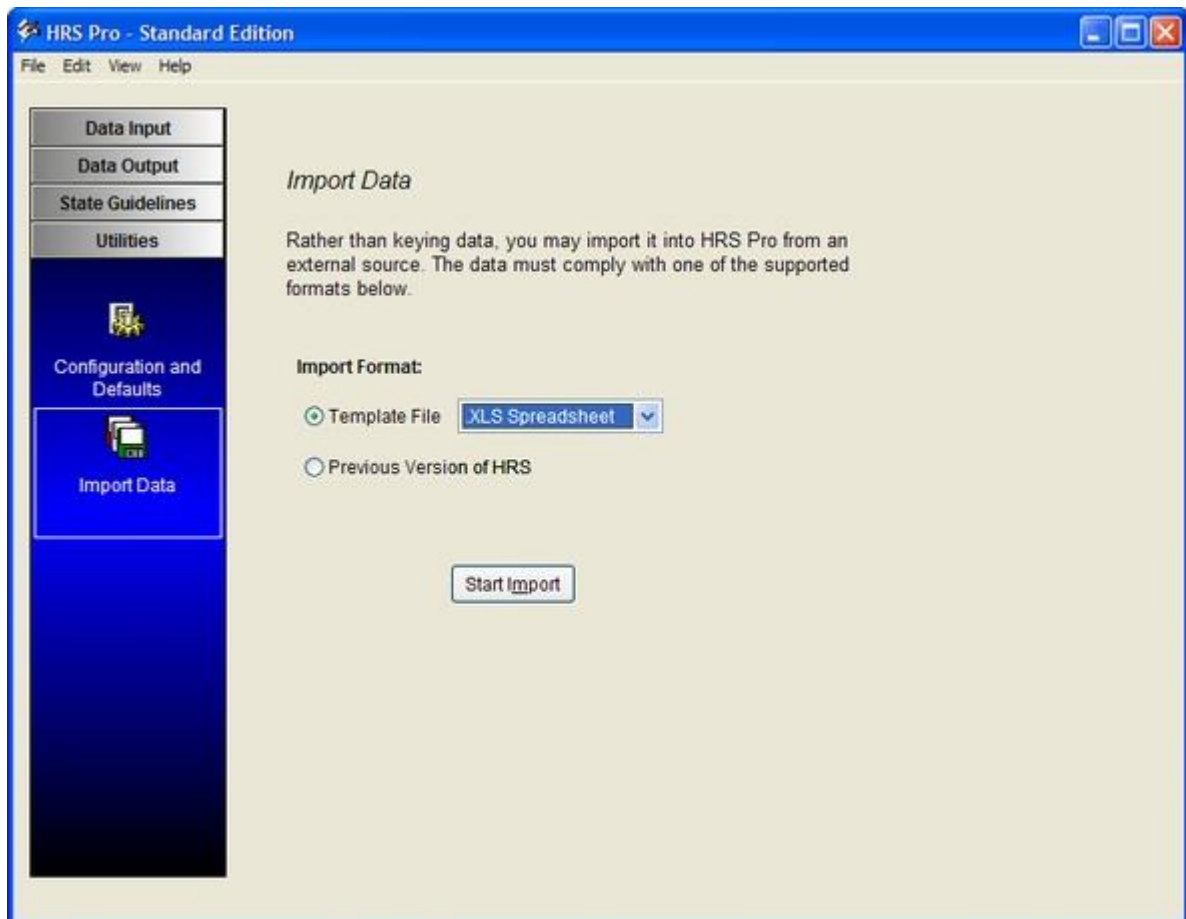 HRS Pro - Standard Edition
File Edit View Help
Data Input
Data Output
State Guidelines
Utilities
Configuration and
Defaults
Import Data
Import Data
Rather than keying data, you may import it into HRS Pro from an
external source. The data must comply with one of the supported
formats below.
Import Format:
Template File XLS Spreadsheet
Previous Version of HRS
Start Import